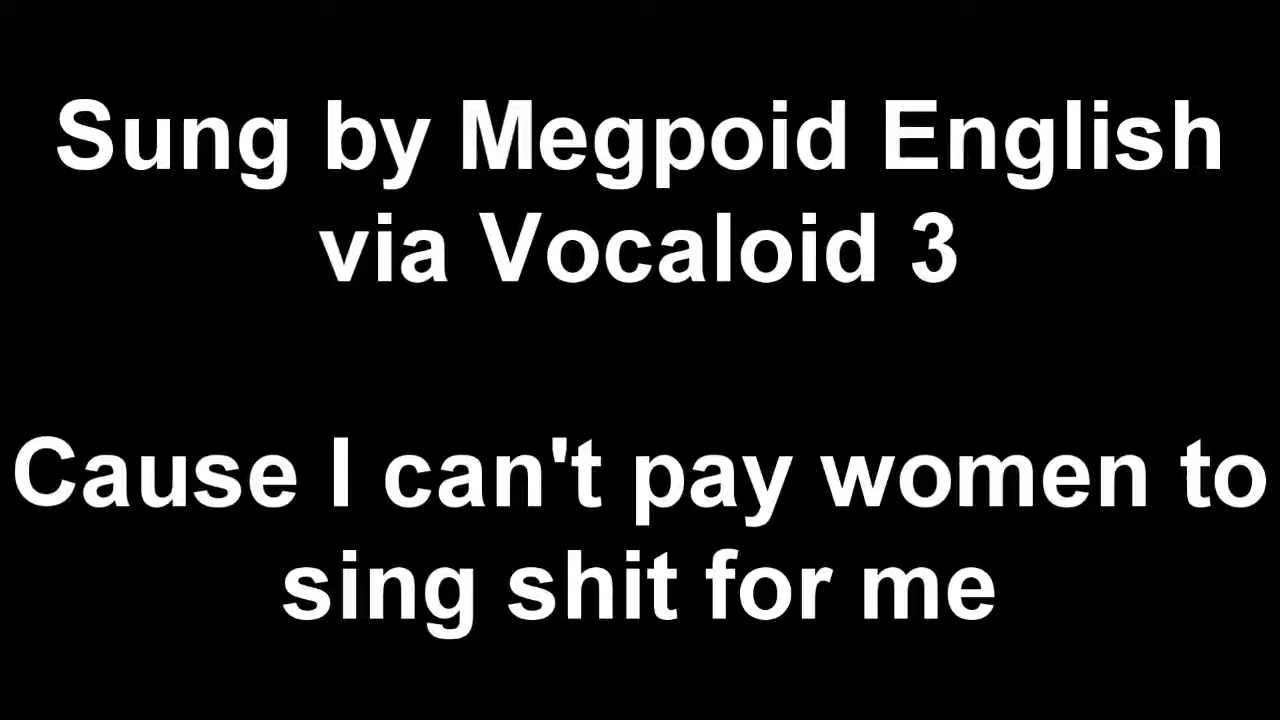 Sung by Megpoid English
via Vocaloid 3
Cause I can't pay women to
sing shit for me